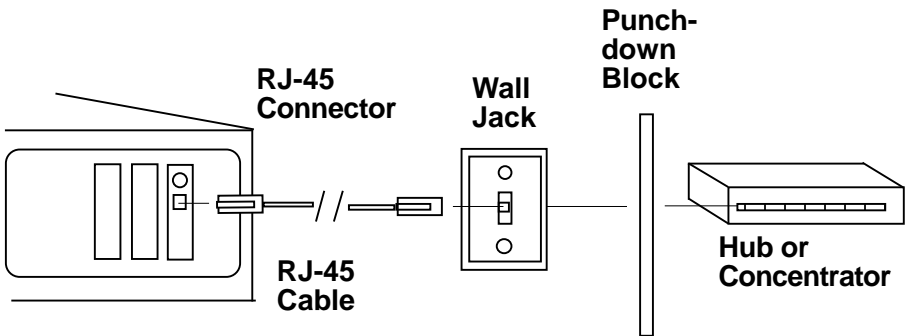 Punch-
down
Block
RJ-45
Connector
Wall
Jack
RJ-45
Cable
Hub or
Concentrator